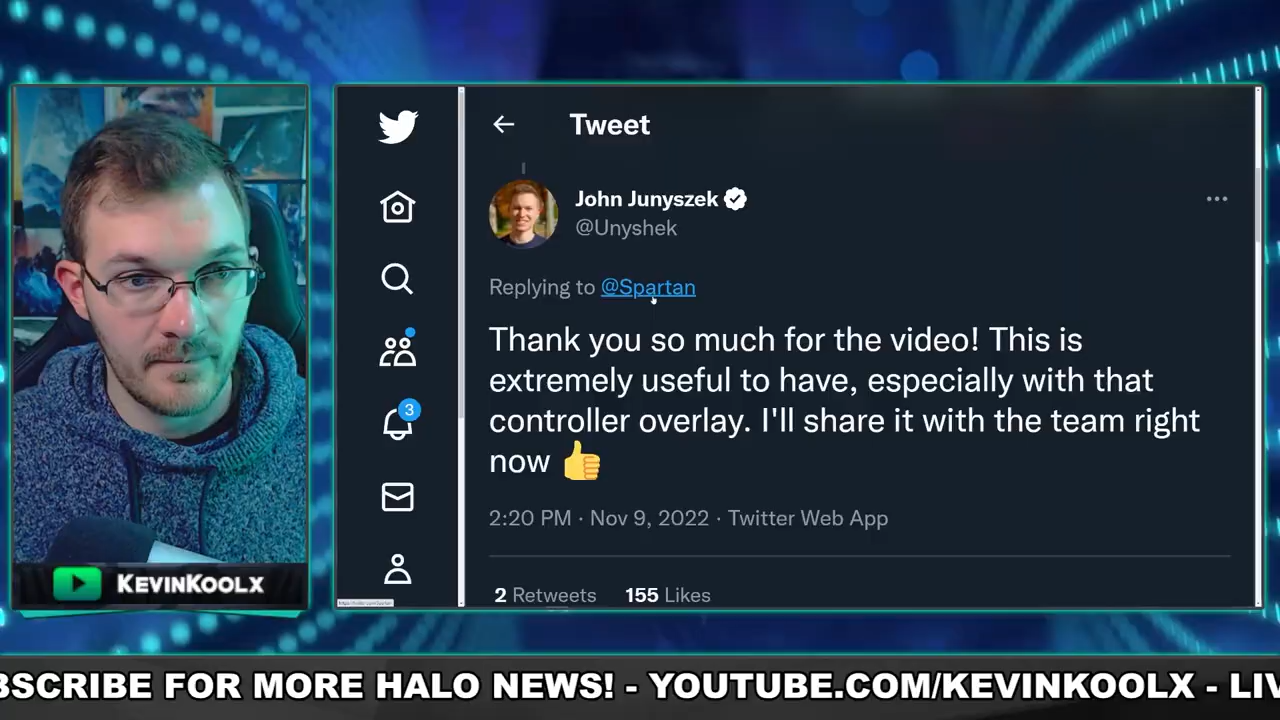 Tweet
John Junyszek
@Unyshek
Replying to @Spartan
Thank you so much for the video! This is
extremely useful to have, especially with that
controller overlay. I'll share it with the team right
now 👍
2:20 PM · Nov 9, 2022 · Twitter Web App
2 Retweets 155 Likes
3
KEVINKOOLX
BSCRIBE FOR MORE HALO NEWS! - YOUTUBE.COM/KEVINKOOLX - LIV